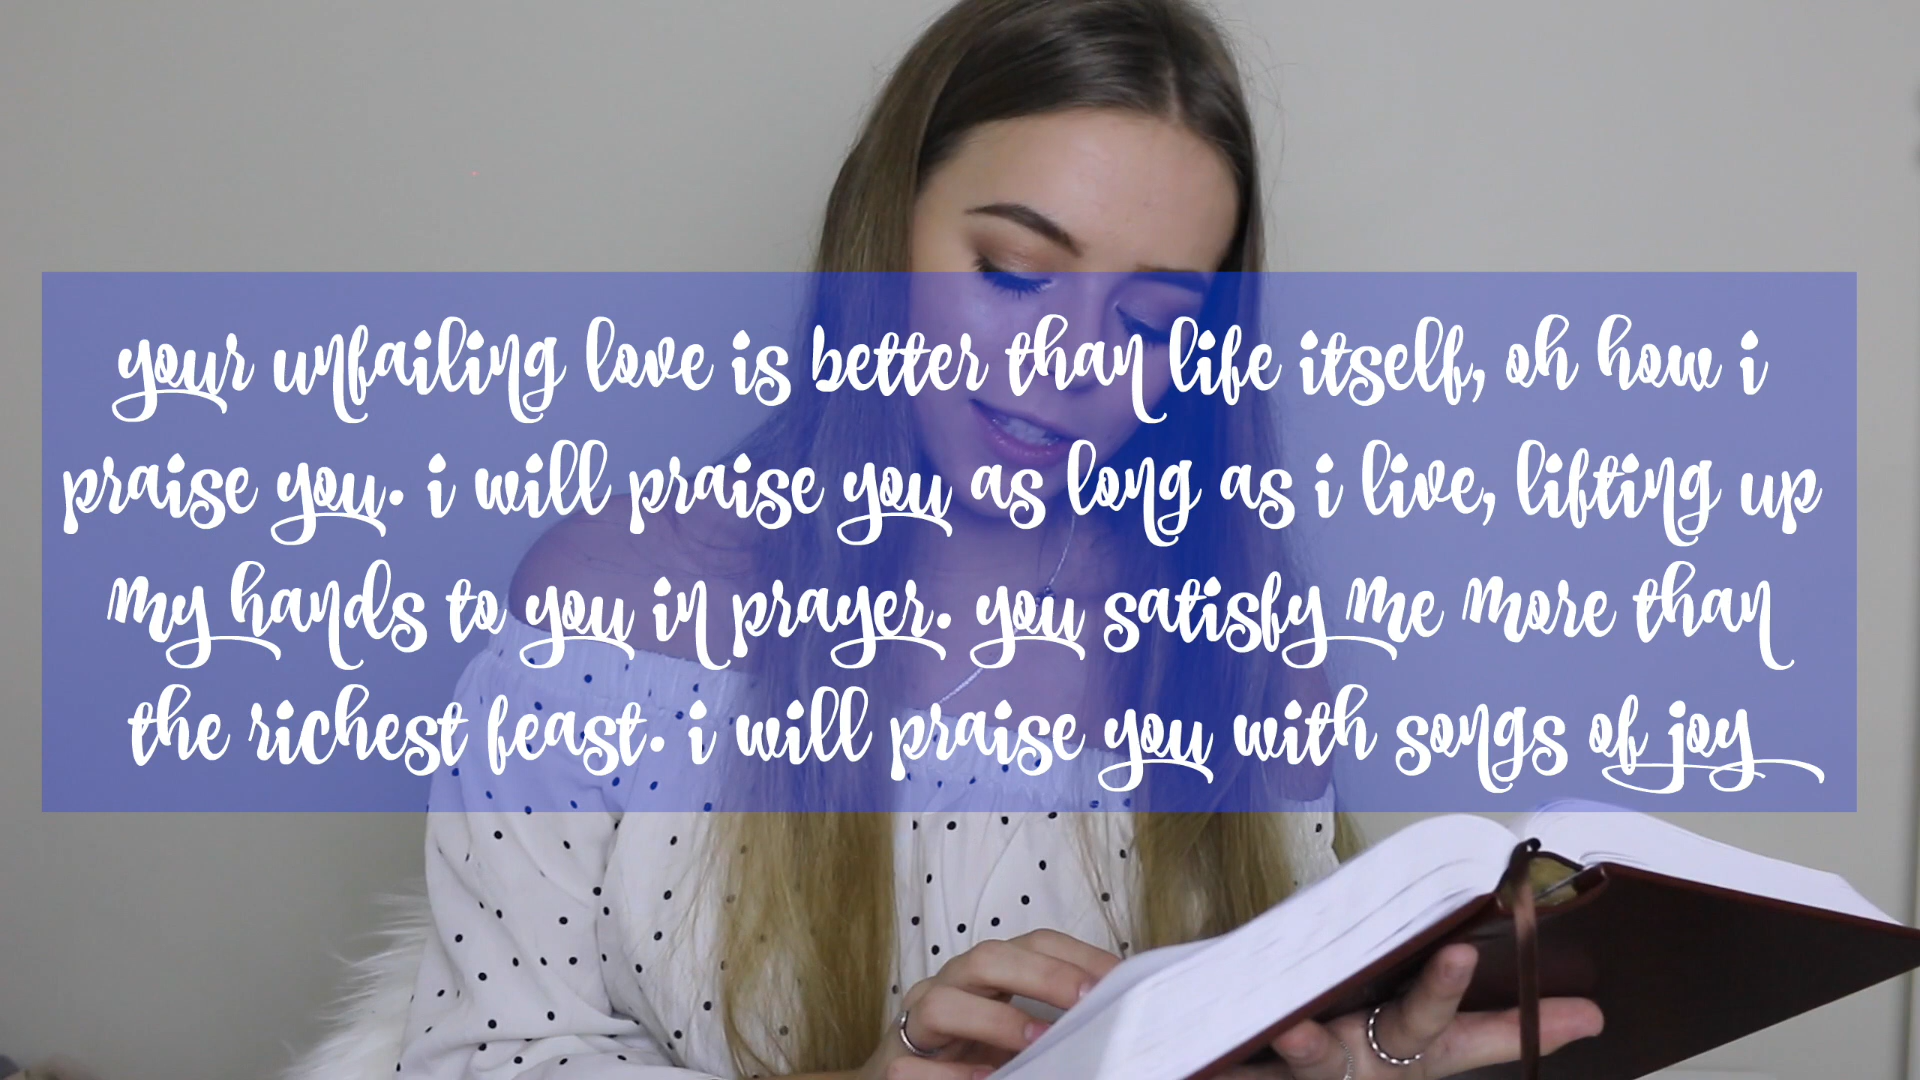 your unfailing love is better than life itself, oh how i
praise you. i will praise you as long as i live, lifting up
my hands to you in prayer. you satisfy me more than
the richest feast. i will praise you with songs of joy